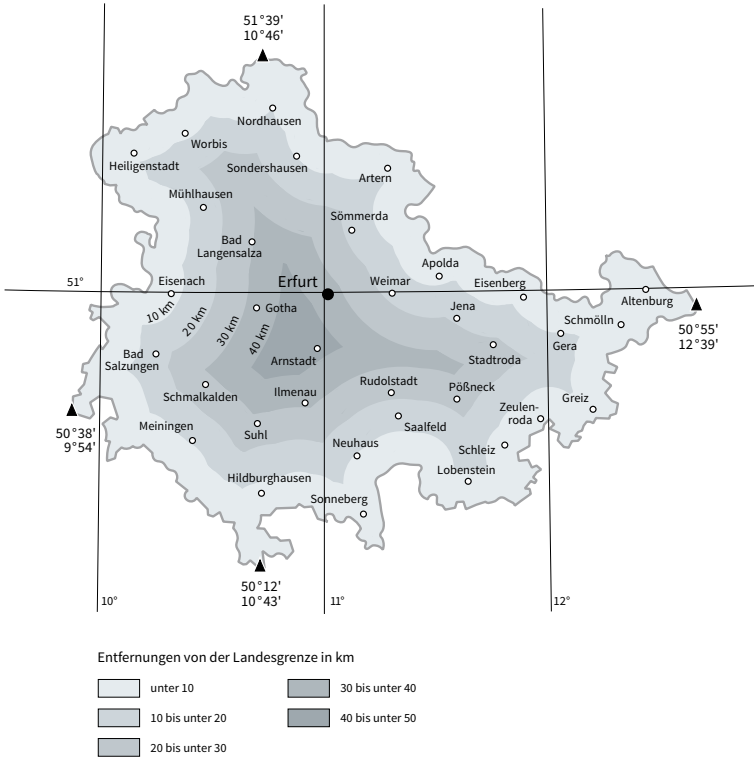 51°39'
10°46'
Nordhausen
Worbis
Heiligenstadt
Sondershausen
Artern
Mühlhausen
Sömmerda
Bad
Langensalza
Apolda
51°
Eisenach
Erfurt
Weimar
Eisenberg
Altenburg
10 km
20 km
30 km
40 km
Gotha
Jena
Schmölln
Gera
50°55'
12°39'
Bad
Salzungen
Arnstadt
Stadtroda
Schmalkalden
Ilmenau
Rudolstadt
Pößneck
Zeulen-
roda
Greiz
50°38'
9°54'
Meiningen
Suhl
Saalfeld
Neuhaus
Schleiz
Lobenstein
Hildburghausen
Sonneberg
50°12'
10°43'
10°
11°
12°
Entfernungen von der Landesgrenze in km
unter 10
30 bis unter 40
10 bis unter 20
40 bis unter 50
20 bis unter 30